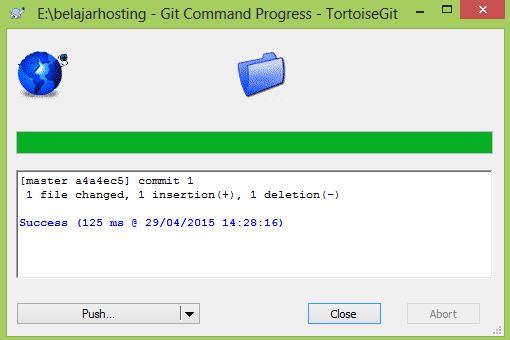 E:\belajarhosting - Git Command Progress - TortoiseGit
[master a4a4ec5] commit 1
1 file changed, 1 insertion(+), 1 deletion(-)
Success (125 ms @ 29/04/2015 14:28:16)
Push...
Close
Abort